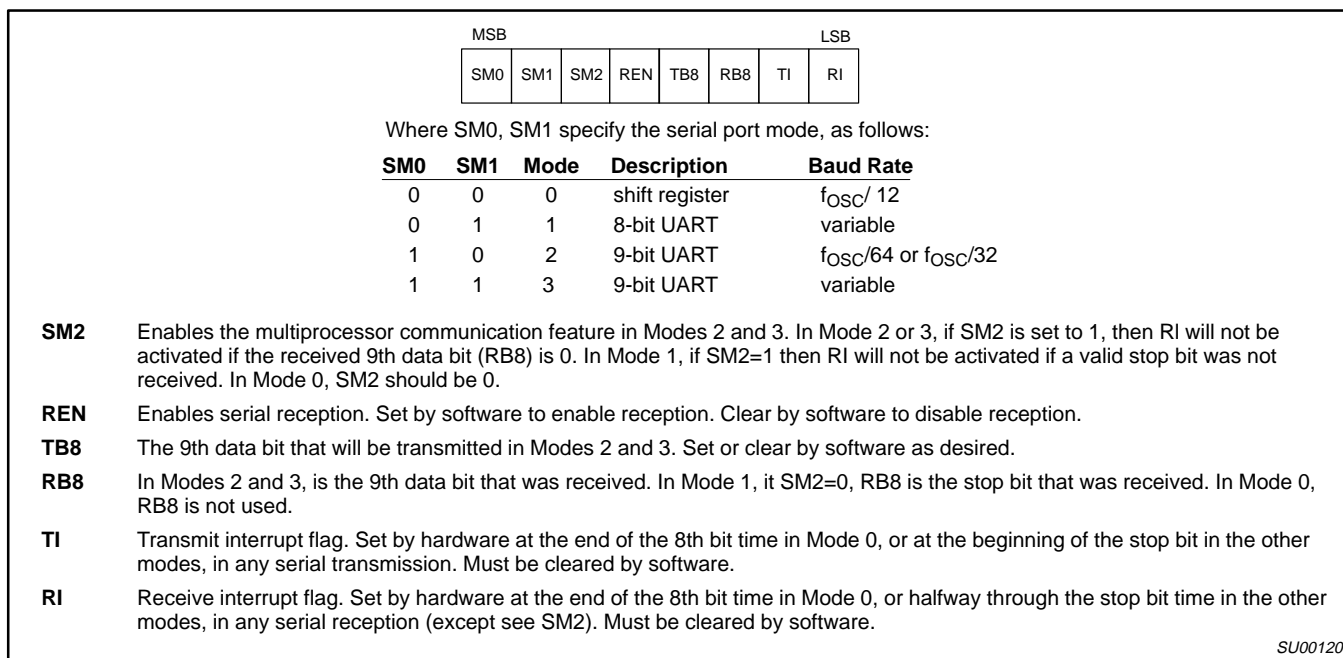 MSB LSB
SM0 SM1 SM2 REN TB8 RB8 TI RI
Where SM0, SM1 specify the serial port mode, as follows:
SM0 SM1 Mode Description Baud Rate
0 0 0 shift register fOSC/ 12
0 1 1 8-bit UART variable
1 0 2 9-bit UART fOSC/64 or fOSC/32
1 1 3 9-bit UART variable
SM2 Enables the multiprocessor communication feature in Modes 2 and 3. In Mode 2 or 3, if SM2 is set to 1, then RI will not be
activated if the received 9th data bit (RB8) is 0. In Mode 1, if SM2=1 then RI will not be activated if a valid stop bit was not
received. In Mode 0, SM2 should be 0.
REN Enables serial reception. Set by software to enable reception. Clear by software to disable reception.
TB8 The 9th data bit that will be transmitted in Modes 2 and 3. Set or clear by software as desired.
RB8 In Modes 2 and 3, is the 9th data bit that was received. In Mode 1, it SM2=0, RB8 is the stop bit that was received. In Mode 0,
RB8 is not used.
TI Transmit interrupt flag. Set by hardware at the end of the 8th bit time in Mode 0, or at the beginning of the stop bit in the other
modes, in any serial transmission. Must be cleared by software.
RI Receive interrupt flag. Set by hardware at the end of the 8th bit time in Mode 0, or halfway through the stop bit time in the other
modes, in any serial reception (except see SM2). Must be cleared by software.
SU00120